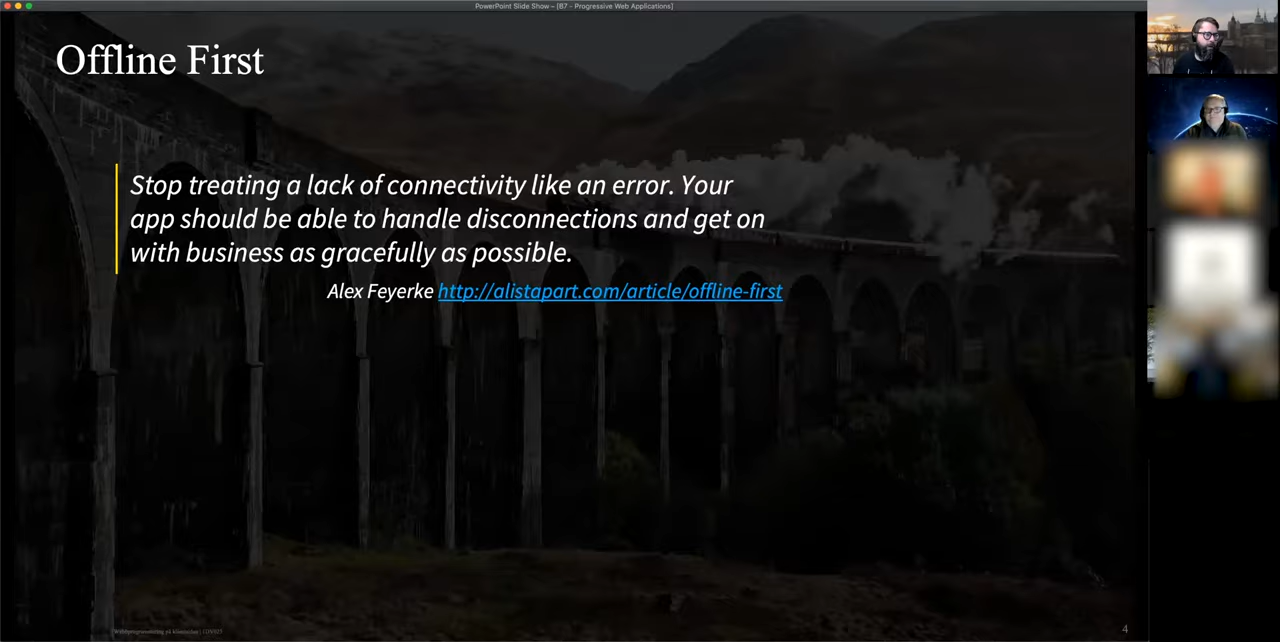 PowerPoint Slide Show – [B7 – Progressive Web Applications]
Offline First
Stop treating a lack of connectivity like an error. Your
app should be able to handle disconnections and get on
with business as gracefully as possible.
Alex Feyerke http://alistapart.com/article/offline-first
4